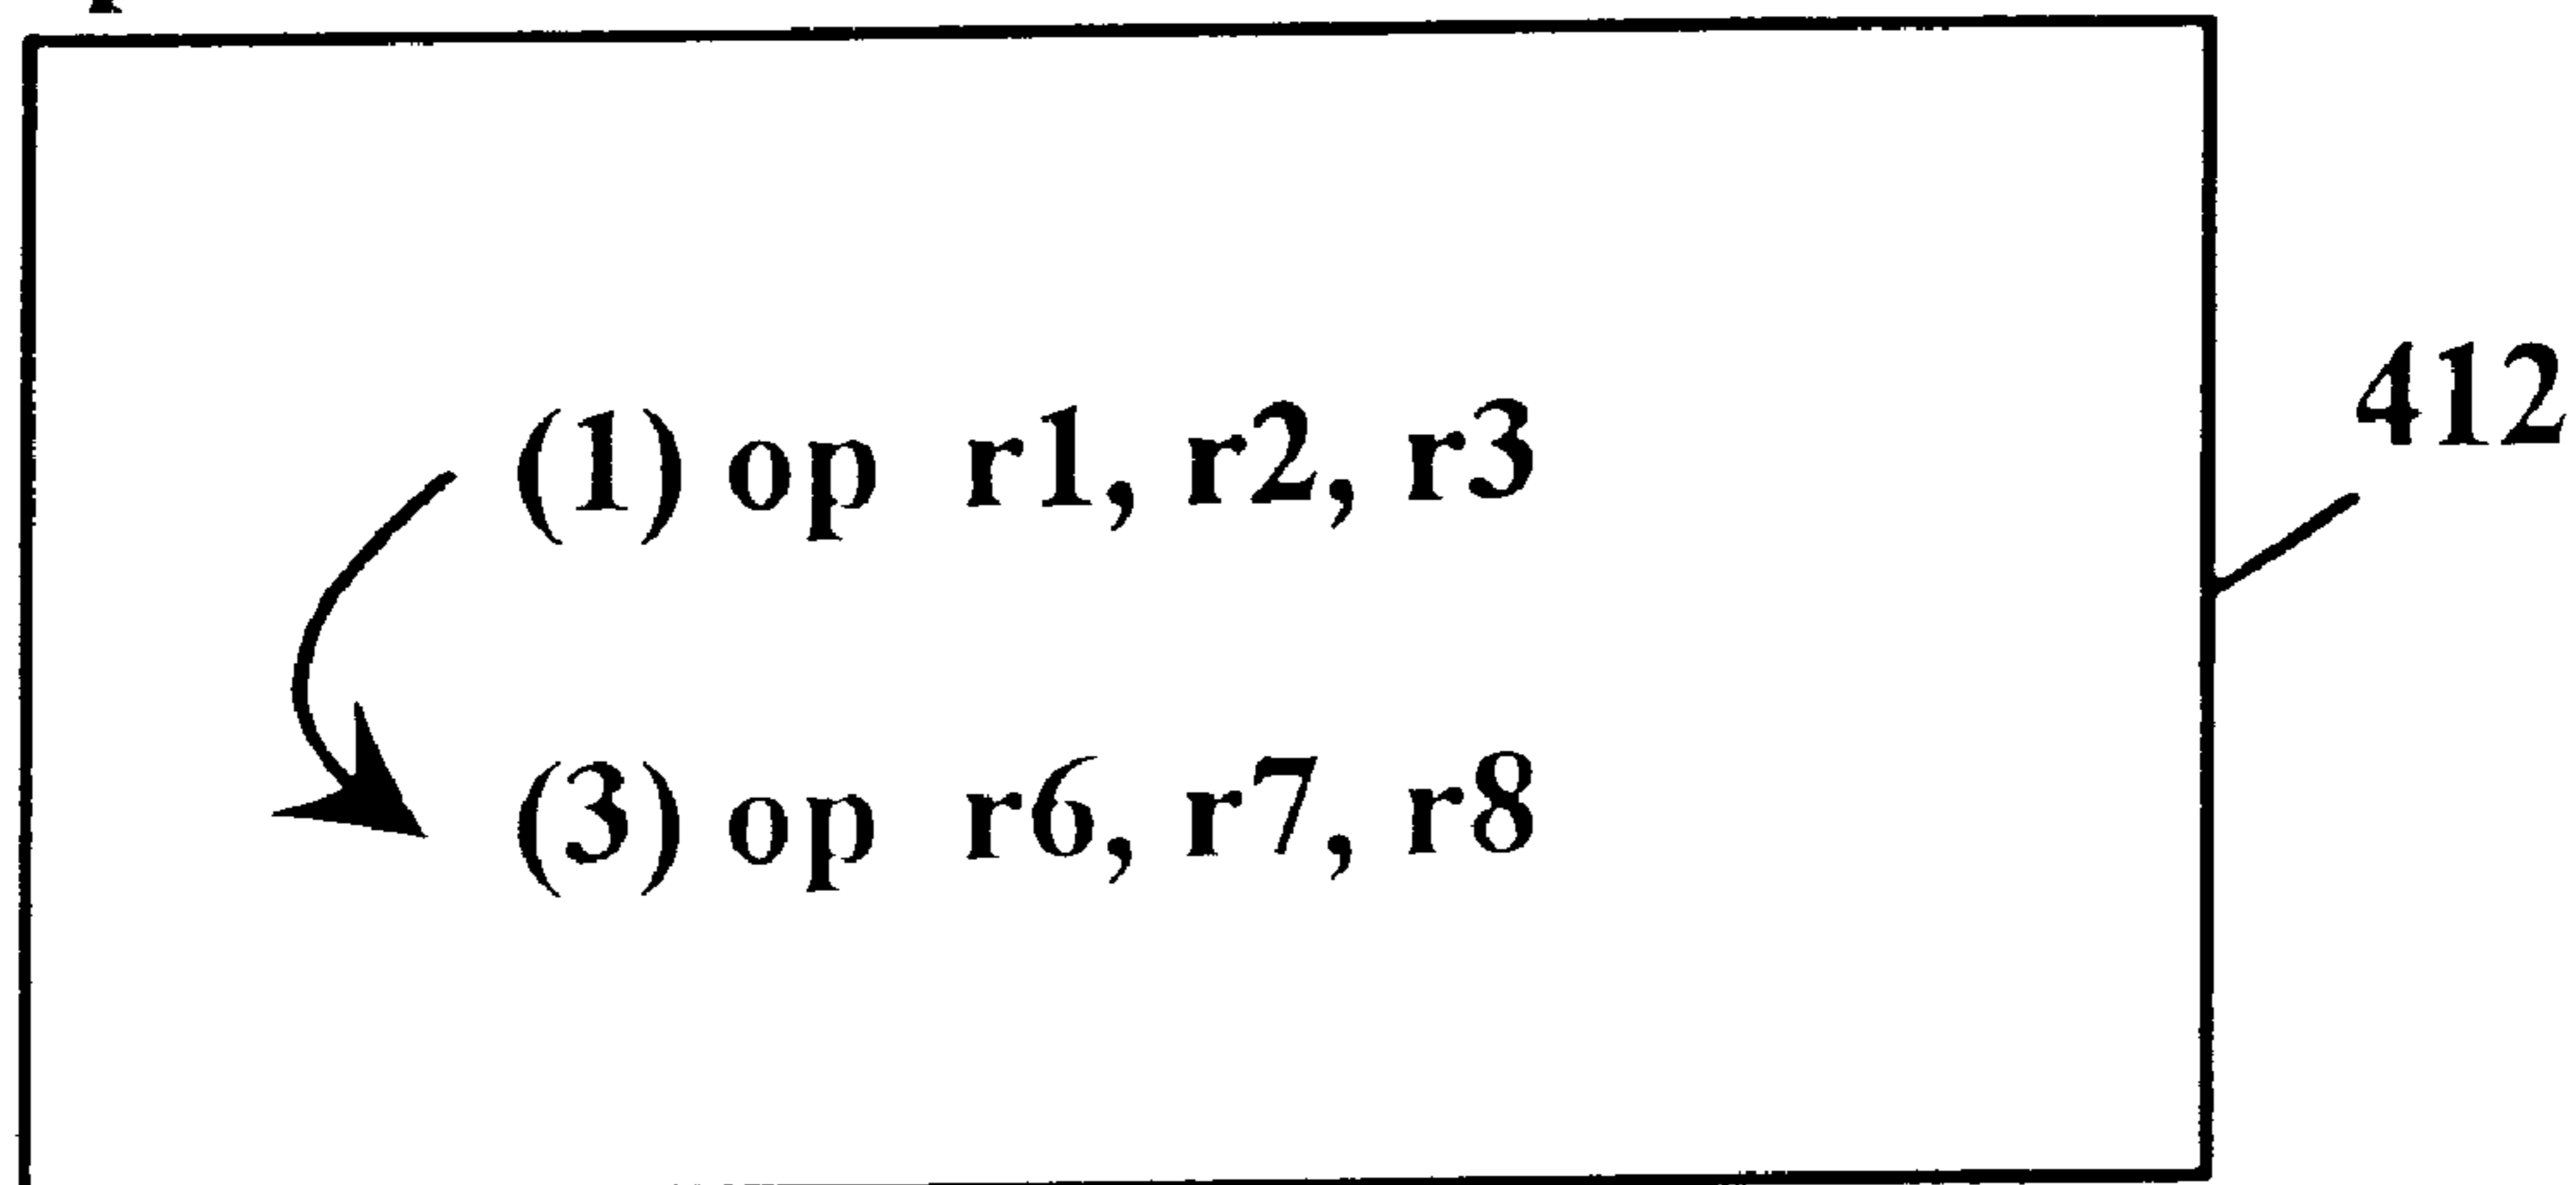 412
(1) op r1, r2, r3
(3) op r6, r7, r8